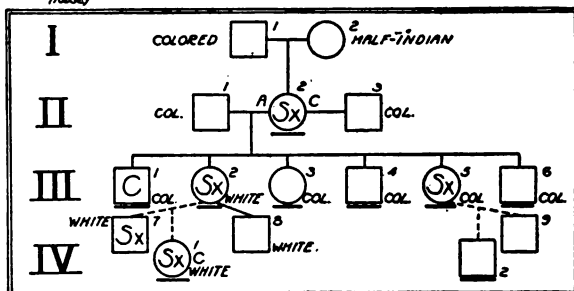 I
COLORED 1 2 HALF-INDIAN
II
COL. 1 A Sx 2 C 3 COL.
III
C 1 Sx 2 3 4 Sx 5 6
COL. WHITE COL. COL. COL COL.
WHITE Sx 7 8 WHITE. 9
IV
Sx 1 C WHITE 2